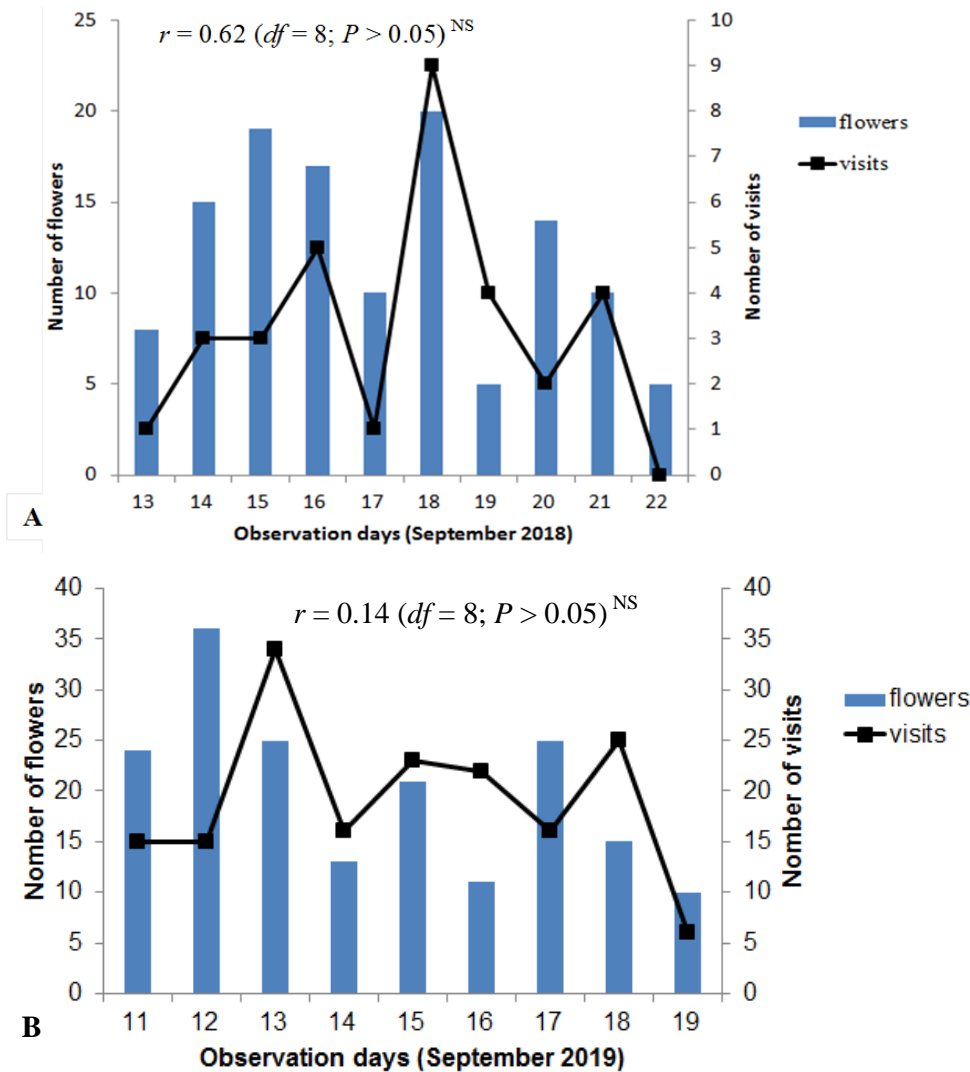 r = 0.62 (df = 8; P > 0.05) NS
25
20
15
10
5
0
Number of flowers
10
9
8
7
6
5
4
3
2
1
0
Nomber of visits
flowers
visits
13 14 15 16 17 18 19 20 21 22
A
Observation days (September 2018)
r = 0.14 (df = 8; P > 0.05) NS
40
35
30
25
20
15
10
5
0
Nomber of flowers
40
35
30
25
20
15
10
5
0
Nomber of visits
flowers
visits
11 12 13 14 15 16 17 18 19
B
Observation days (September 2019)